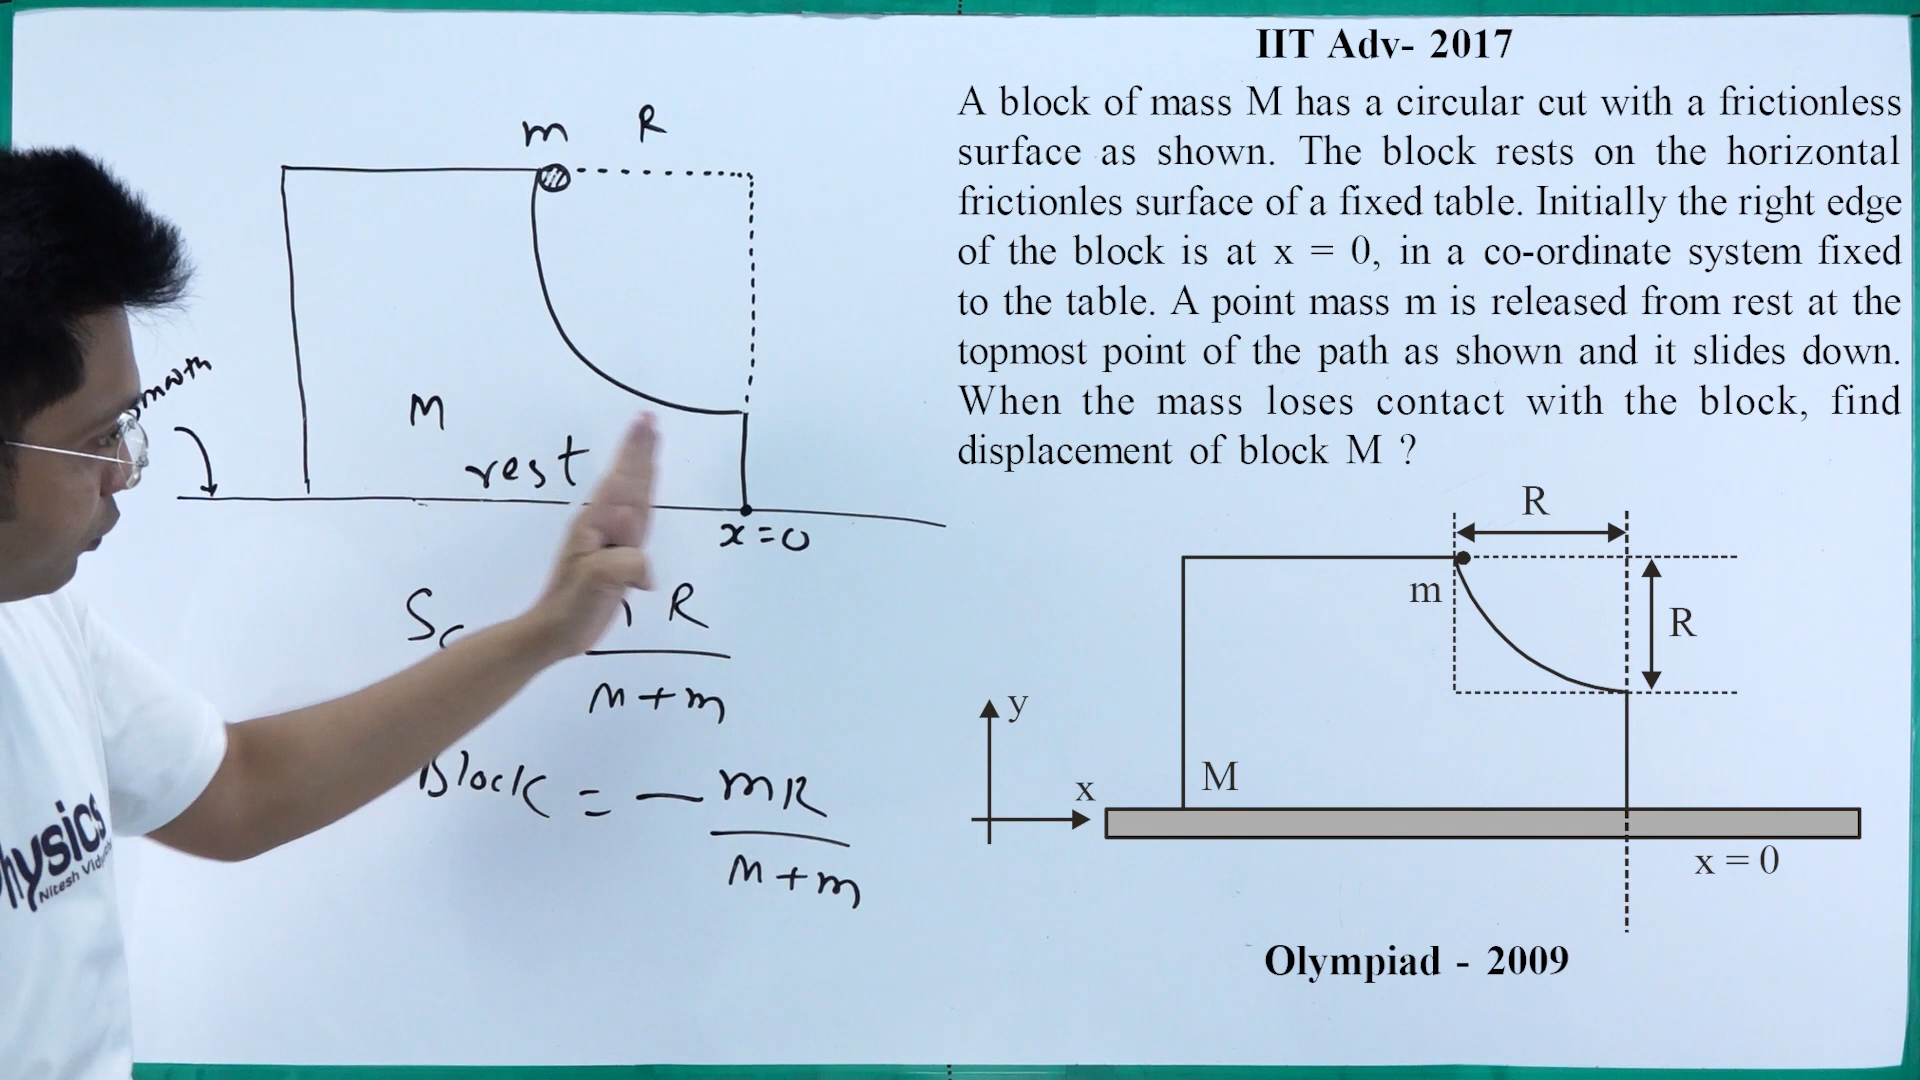 IIT Adv- 2017
A block of mass M has a circular cut with a frictionless
surface as shown. The block rests on the horizontal
frictionles surface of a fixed table. Initially the right edge
of the block is at x = 0, in a co-ordinate system fixed
to the table. A point mass m is released from rest at the
topmost point of the path as shown and it slides down.
When the mass loses contact with the block, find
displacement of block M ?
R
m
R
M
y
x
x = 0
Olympiad - 2009
m R
M
rest
x = 0
R
M + m
Block = - mR
M + m
Physics
Nitesh